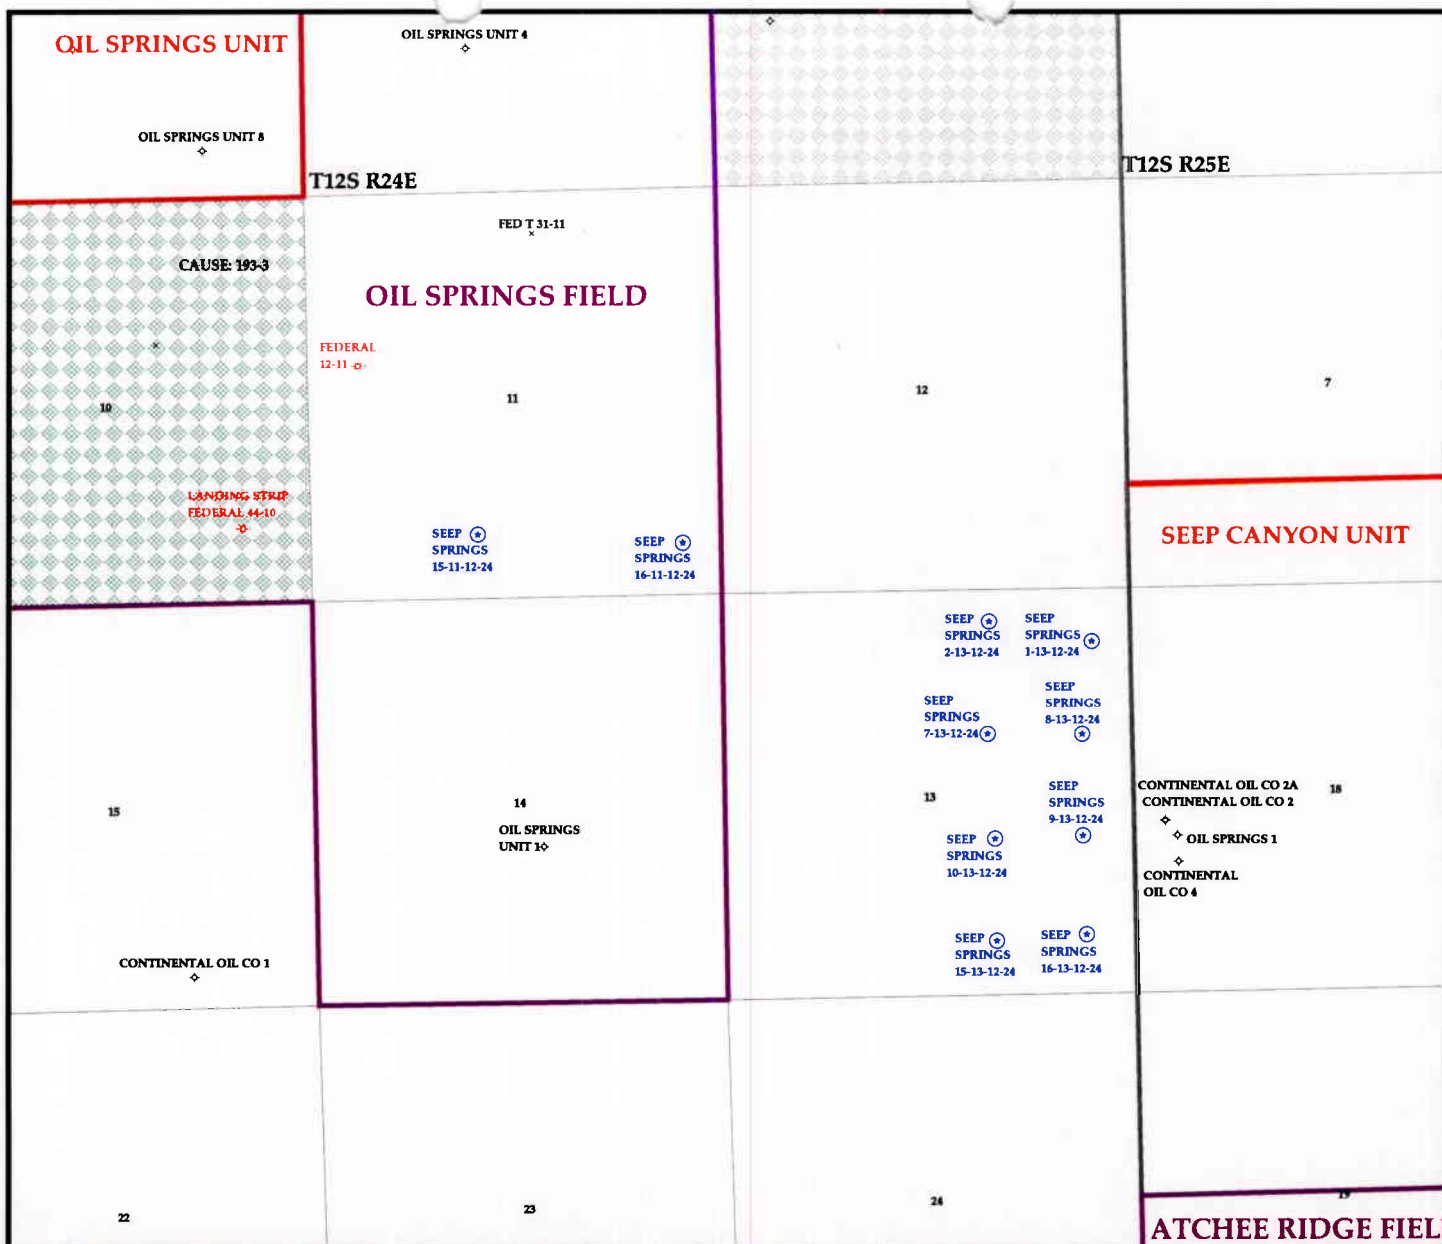 OIL SPRINGS UNIT
OIL SPRINGS UNIT 4
OIL SPRINGS UNIT 8
T12S R24E
T12S R25E
FED T 31-11
CAUSE: 193-3
OIL SPRINGS FIELD
FEDERAL
12-11
10
11
12
7
LANDING STRIP
FEDERAL 44-10
SEEP
SPRINGS
15-11-12-24
SEEP
SPRINGS
16-11-12-24
SEEP CANYON UNIT
SEEP
SPRINGS
2-13-12-24
SEEP
SPRINGS
1-13-12-24
SEEP
SPRINGS
7-13-12-24
SEEP
SPRINGS
8-13-12-24
15
14
OIL SPRINGS
UNIT 1
13
SEEP
SPRINGS
9-13-12-24
SEEP
SPRINGS
10-13-12-24
CONTINENTAL OIL CO 2A
CONTINENTAL OIL CO 2
18
OIL SPRINGS 1
CONTINENTAL
OIL CO 4
CONTINENTAL OIL CO 1
SEEP
SPRINGS
15-13-12-24
SEEP
SPRINGS
16-13-12-24
22
23
24
19
ATCHEE RIDGE FIEL